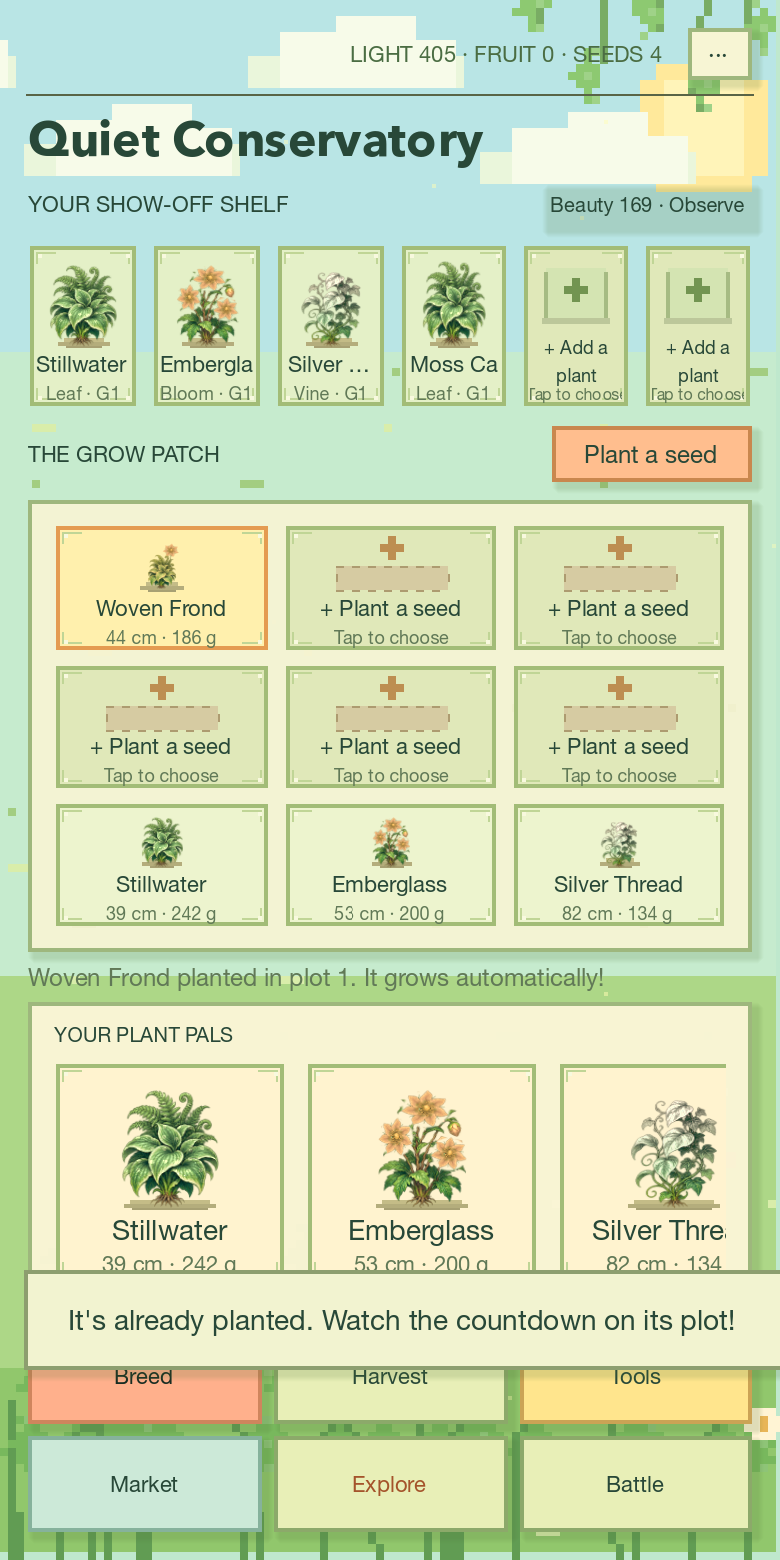 LIGHT 405 · FRUIT 0 · SEEDS 4
...
Quiet Conservatory
YOUR SHOW-OFF SHELF
Beauty 169 · Observe
Stillwater
Leaf · G1
Embergla
Bloom · G1
Silver ...
Vine · G1
Moss Ca
Leaf · G1
+ Add a
plant
Tap to choose
+ Add a
plant
Tap to choose
THE GROW PATCH
Plant a seed
Woven Frond
44 cm · 186 g
+ Plant a seed
Tap to choose
+ Plant a seed
Tap to choose
+ Plant a seed
Tap to choose
+ Plant a seed
Tap to choose
+ Plant a seed
Tap to choose
Stillwater
39 cm · 242 g
Emberglass
53 cm · 200 g
Silver Thread
82 cm · 134 g
Woven Frond planted in plot 1. It grows automatically!
YOUR PLANT PALS
Stillwater
39 cm · 242 g
Emberglass
53 cm · 200 g
Silver Threa
82 cm · 134
It's already planted. Watch the countdown on its plot!
Breed
Harvest
Tools
Market
Explore
Battle